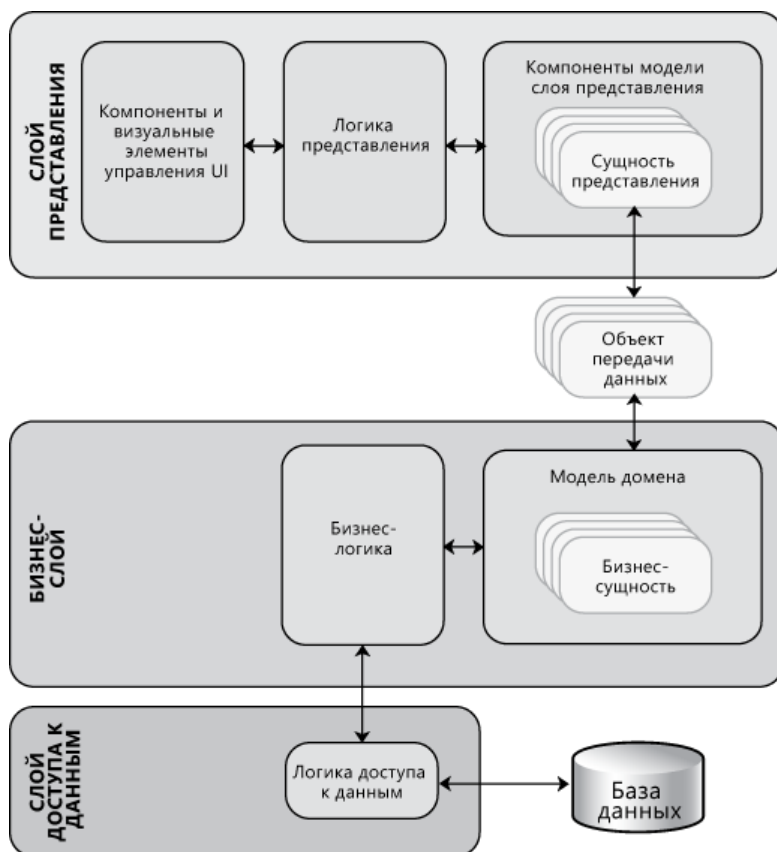 СЛОЙ
ПРЕДСТАВЛЕНИЯ
Компоненты и
визуальные
элементы
управления UI
Логика
представления
Компоненты модели
слоя представления
Сущность
представления
Объект
передачи
данных
БИЗНЕС-
СЛОЙ
Бизнес-
логика
Модель домена
Бизнес-
сущность
СЛОЙ
ДОСТУПА К
ДАННЫМ
Логика доступа
к данным
База
данных